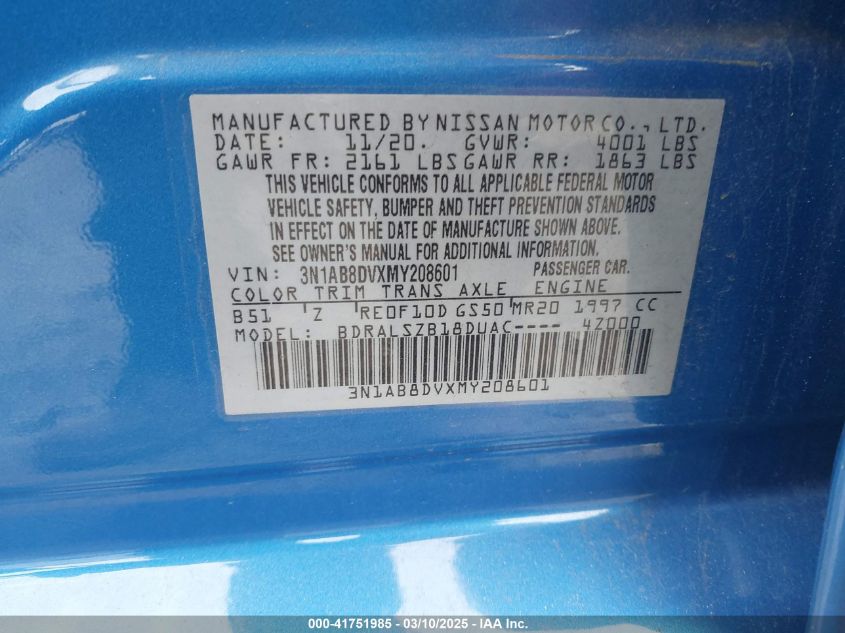 MANUFACTURED BY NISSAN MOTOR CO., LTD.
DATE: 11/20. GVWR: 4001 LBS
GAWR FR: 2161 LBS GAWR RR: 1863 LBS
THIS VEHICLE CONFORMS TO ALL APPLICABLE FEDERAL MOTOR
VEHICLE SAFETY, BUMPER AND THEFT PREVENTION STANDARDS
IN EFFECT ON THE DATE OF MANUFACTURE SHOWN ABOVE.
SEE OWNER'S MANUAL FOR ADDITIONAL INFORMATION.
VIN: 3N1AB8DVXMY208601 PASSENGER CAR.
COLOR TRIM TRANS AXLE ENGINE
B51 Z RE0F10D GS50 MR20 1997 CC
MODEL: BDRALSZB18DUAC---- 4Z000
3N1AB8DVXMY208601
000-41751985 - 03/10/2025 - IAA Inc.